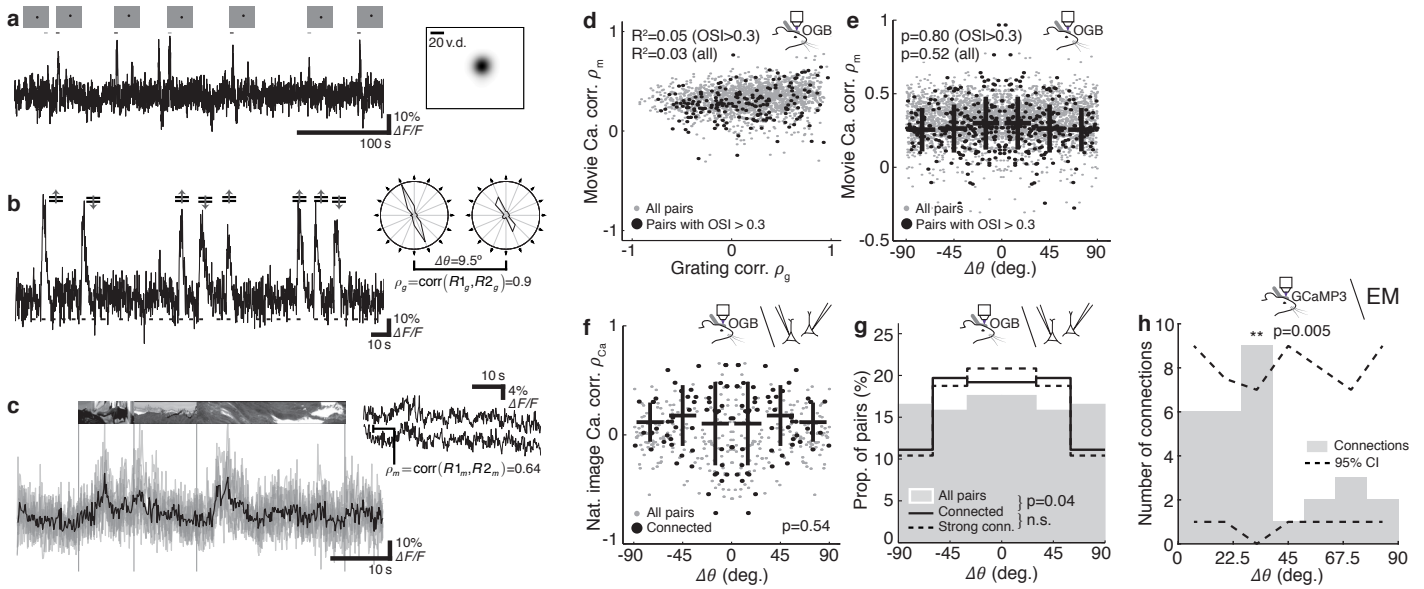 a
20 v.d.
10%
ΔF/F
100 s
b
Δθ=9.5º
ρg=corr(R1g,R2g)=0.9
10%
ΔF/F
10 s
c
10 s
4%
ΔF/F
ρm=corr(R1m,R2m)=0.64
10%
ΔF/F
10 s
d
OGB
R²=0.05 (OSI>0.3)
R²=0.03 (all)
Movie Ca. corr. ρm
1
0
-1
All pairs
Pairs with OSI > 0.3
-1 0 1
Grating corr. ρg
e
OGB
p=0.80 (OSI>0.3)
p=0.52 (all)
Movie Ca. corr. ρm
1
0.5
0
-0.5
All pairs
Pairs with OSI > 0.3
-90 -45 0 45 90
Δθ (deg.)
f
OGB
Nat. image Ca. corr. ρCa
1
0
-1
All pairs
Connected
p=0.54
-90 -45 0 45 90
Δθ (deg.)
g
OGB
Prop. of pairs (%)
25
20
15
10
5
0
All pairs
Connected
Strong conn.
} p=0.04
} n.s.
-90 -45 0 45 90
Δθ (deg.)
h
GCaMP3 \ EM
** p=0.005
Number of connections
10
8
6
4
2
0
Connections
95% CI
0 22.5 45 67.5 90
Δθ (deg.)